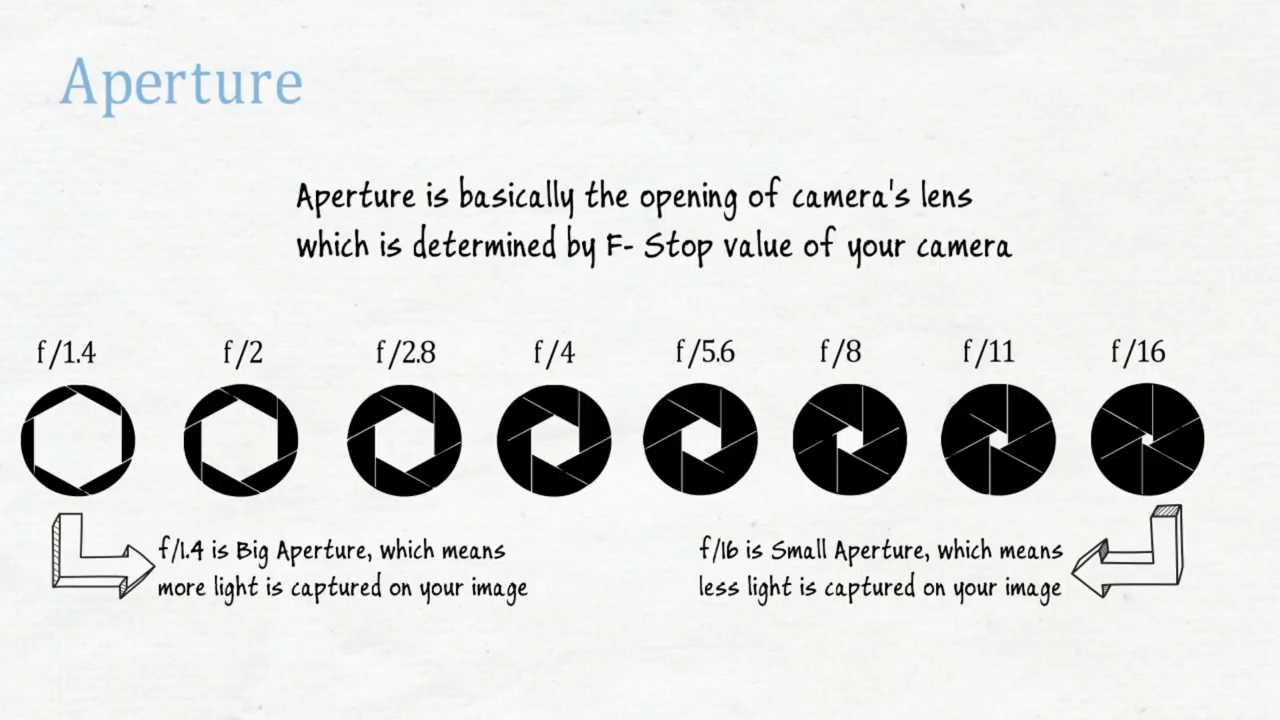 Aperture
Aperture is basically the opening of camera's lens
which is determined by F- Stop value of your camera
f/1.4 f/2 f/2.8 f/4 f/5.6 f/8 f/11 f/16
f/1.4 is Big Aperture, which means
more light is captured on your image
f/16 is Small Aperture, which means
less light is captured on your image